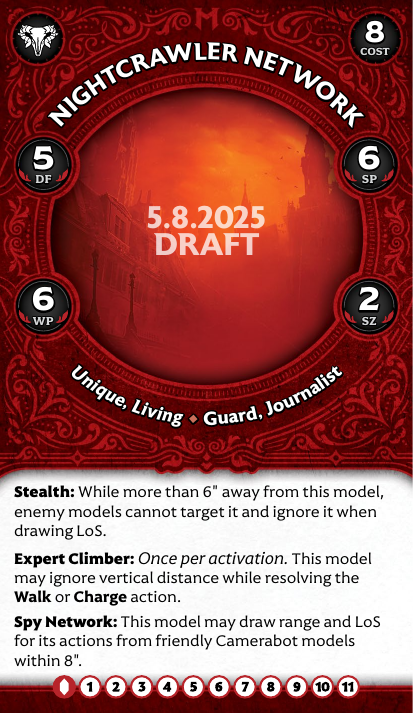 8
COST
NIGHTCRAWLER NETWORK
5
DF
6
SP
5.8.2025
DRAFT
6
WP
2
SZ
Unique, Living ◆ Guard, Journalist
Stealth: While more than 6" away from this model,
enemy models cannot target it and ignore it when
drawing LoS.
Expert Climber: Once per activation. This model
may ignore vertical distance while resolving the
Walk or Charge action.
Spy Network: This model may draw range and LoS
for its actions from friendly Camerabot models
within 8".
1 2 3 4 5 6 7 8 9 10 11